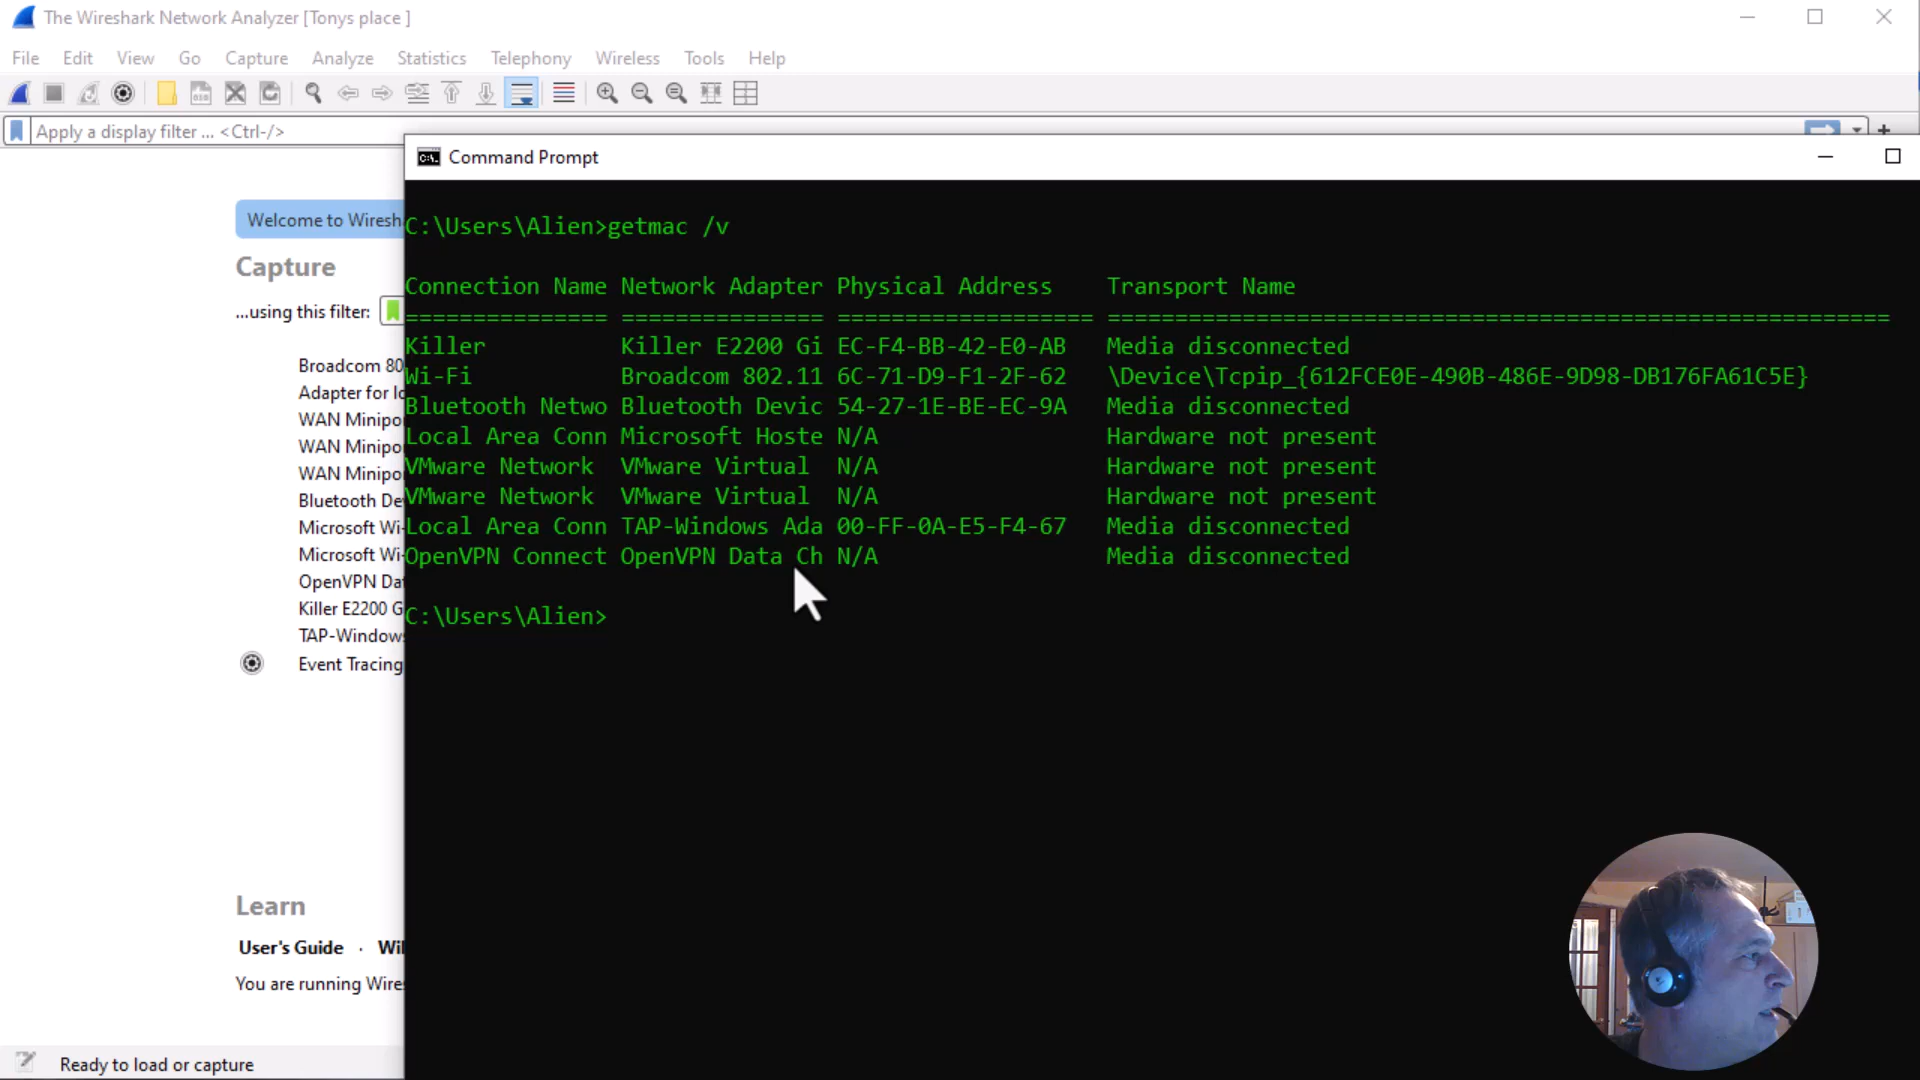 The Wireshark Network Analyzer [Tonys place ]
File Edit View Go Capture Analyze Statistics Telephony Wireless Tools Help
Apply a display filter ... <Ctrl-/>
Command Prompt
Welcome to Wiresh
Capture
...using this filter:
Broadcom 80
Adapter for lo
WAN Minipo
WAN Minipo
WAN Minipo
Bluetooth De
Microsoft Wi-
Microsoft Wi-
OpenVPN Dat
Killer E2200 G
TAP-Windows
Event Tracing
Learn
User's Guide · Wi
You are running Wires
Ready to load or capture
C:\Users\Alien>getmac /v
Connection Name Network Adapter Physical Address Transport Name
=============== =============== =================== ==========================================================
Killer Killer E2200 Gi EC-F4-BB-42-E0-AB Media disconnected
Wi-Fi Broadcom 802.11 6C-71-D9-F1-2F-62 \Device\Tcpip_{612FCE0E-490B-486E-9D98-DB176FA61C5E}
Bluetooth Netwo Bluetooth Devic 54-27-1E-BE-EC-9A Media disconnected
Local Area Conn Microsoft Hoste N/A Hardware not present
VMware Network VMware Virtual N/A Hardware not present
VMware Network VMware Virtual N/A Hardware not present
Local Area Conn TAP-Windows Ada 00-FF-0A-E5-F4-67 Media disconnected
OpenVPN Connect OpenVPN Data Ch N/A Media disconnected
C:\Users\Alien>